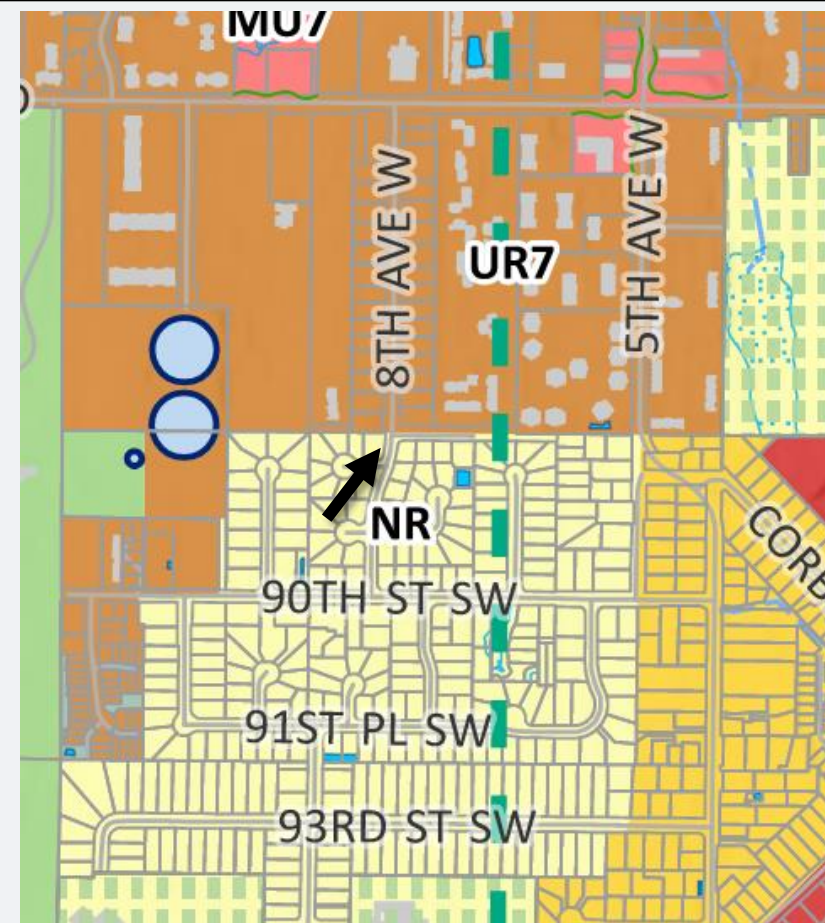 MU7
8TH AVE W
5TH AVE W
UR7
NR
CORB
90TH ST SW
91ST PL SW
93RD ST SW